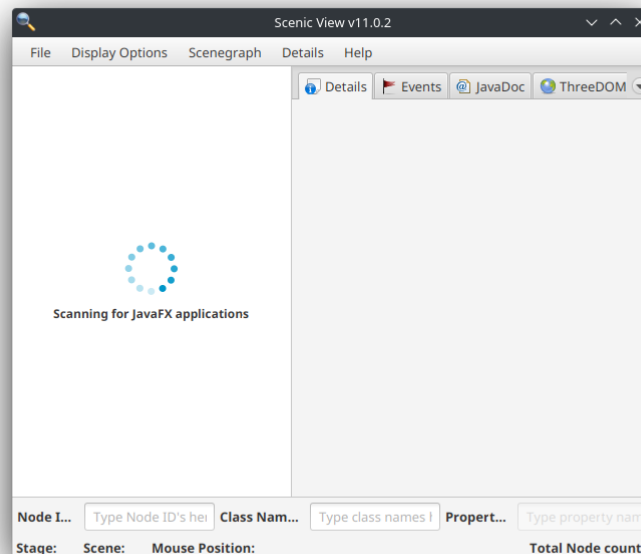 Scenic View v11.0.2
File Display Options Scenegraph Details Help
Details Events JavaDoc ThreeDOM
Scanning for JavaFX applications
Node I... Type Node ID's her Class Nam... Type class names h Propert... Type property nam
Stage: Scene: Mouse Position: Total Node count